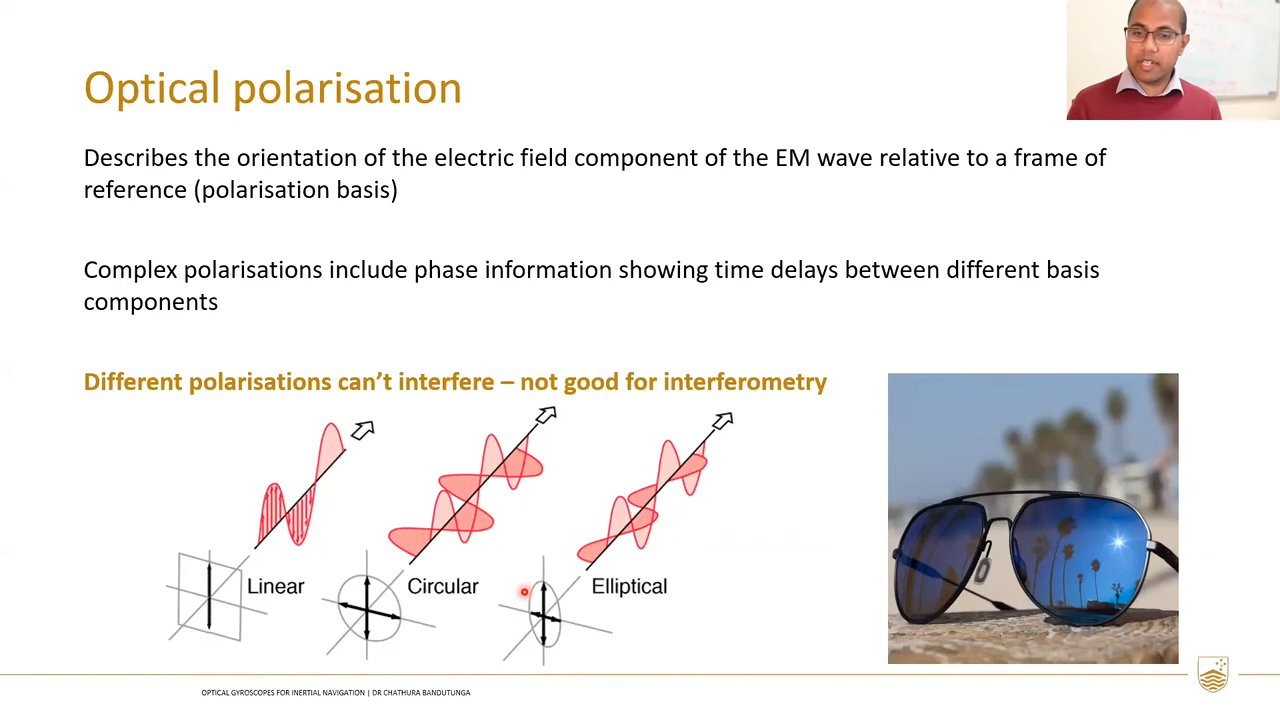 Optical polarisation
Describes the orientation of the electric field component of the EM wave relative to a frame of
reference (polarisation basis)
Complex polarisations include phase information showing time delays between different basis
components
Different polarisations can’t interfere – not good for interferometry
Linear
Circular
Elliptical
OPTICAL GYROSCOPES FOR INERTIAL NAVIGATION | DR CHATHURA BANDUTUNGA